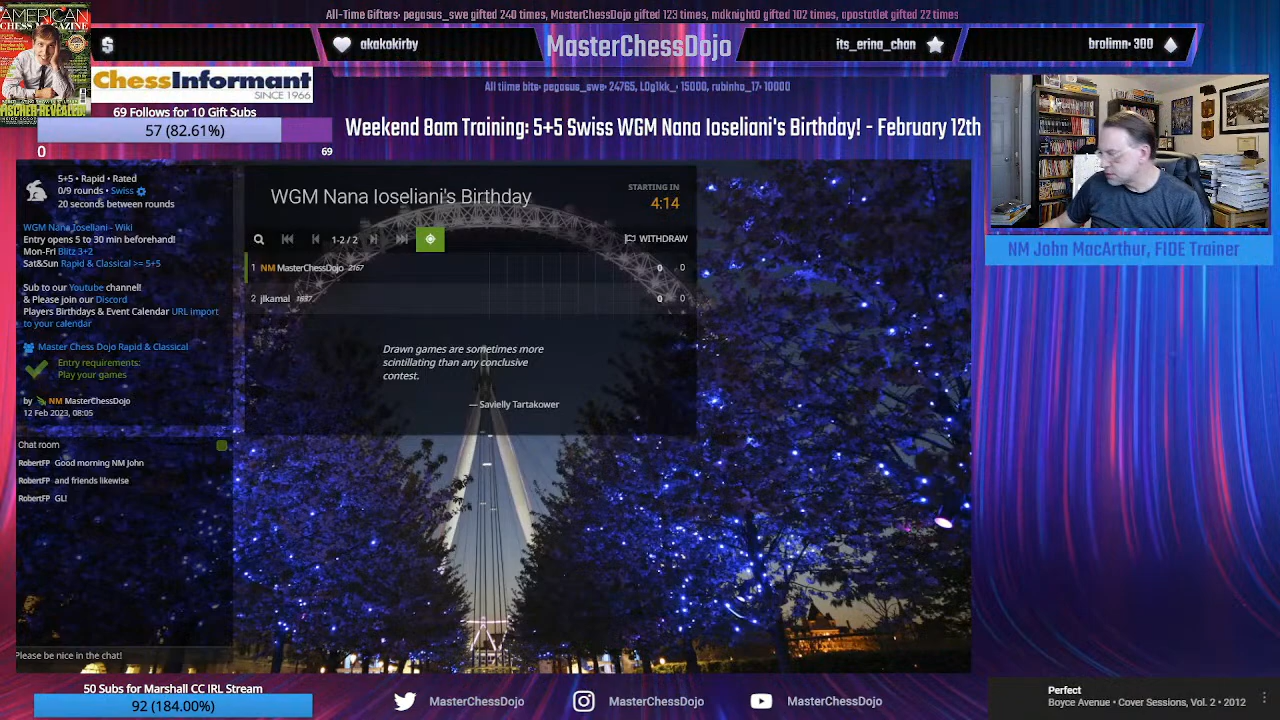 All-Time Gifters: pegasus_swe gifted 240 times, MasterChessDojo gifted 123 times, mdknight0 gifted 102 times, apostatlet gifted 22 times
AMERICAN
CHESS MAGAZINE
$
akakokirby
MasterChessDojo
its_erina_chan
brolimn: 300
ChessInformant
SINCE 1966
FISCHER REVEALED!
All tiime bits: pegasus_swe: 24765, L0g1kk_: 15000, rubinho_17: 10000
69 Follows for 10 Gift Subs
57 (82.61%)
0
69
Weekend 8am Training: 5+5 Swiss WGM Nana Ioseliani's Birthday! - February 12th
5+5 • Rapid • Rated
0/9 rounds • Swiss
20 seconds between rounds
WGM Nana Ioseliani - Wiki
Entry opens 5 to 30 min beforehand!
Mon-Fri Blitz 3+2
Sat&Sun Rapid & Classical >= 5+5
Sub to our Youtube channel!
& Please join our Discord
Players Birthdays & Event Calendar URL import
to your calendar
Master Chess Dojo Rapid & Classical
Entry requirements:
Play your games
by NM MasterChessDojo
12 Feb 2023, 08:05
WGM Nana Ioseliani's Birthday
STARTING IN
4:14
1-2 / 2
WITHDRAW
1 NM MasterChessDojo 2167 0 0
2 jlkamal 1637 0 0
Drawn games are sometimes more
scintillating than any conclusive
contest.
— Savielly Tartakower
NM John MacArthur, FIDE Trainer
Chat room
RobertFP Good morning NM John
RobertFP and friends likewise
RobertFP GL!
Please be nice in the chat!
50 Subs for Marshall CC IRL Stream
92 (184.00%)
MasterChessDojo
MasterChessDojo
MasterChessDojo
Perfect
Boyce Avenue • Cover Sessions, Vol. 2 • 2012